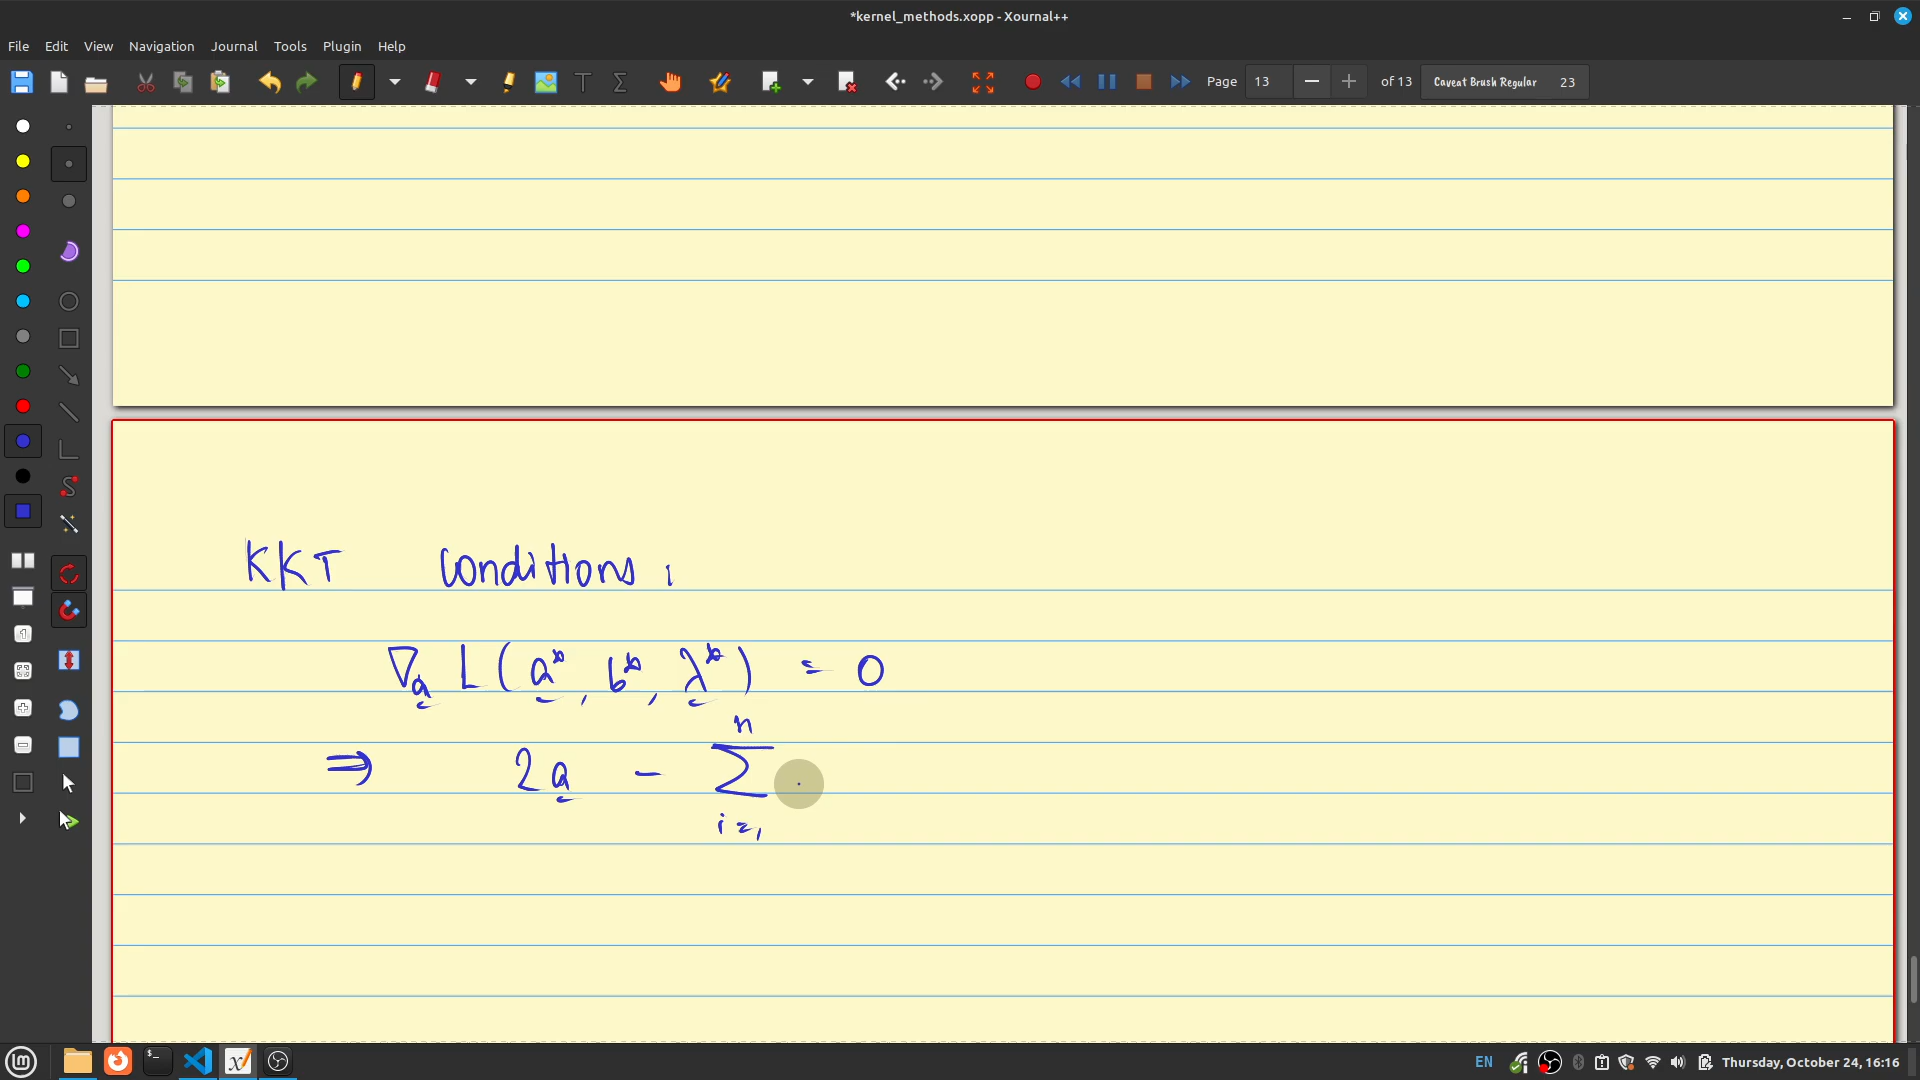 *kernel_methods.xopp - Xournal++
File Edit View Navigation Journal Tools Plugin Help
Page 13 of 13 Caveat Brush Regular 23
KKT conditions :
∇_a L ( a*, b*, λ* ) = 0
⇒ 2a - ∑_{i=1}^{n}
EN Thursday, October 24, 16:16